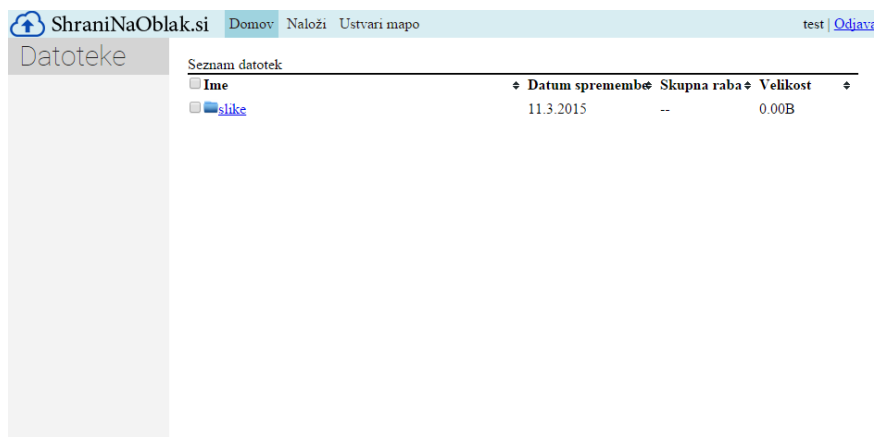 ShraniNaOblak.si Domov Naloži Ustvari mapo test | Odjava
Datoteke
Seznam datotek
Ime Datum spremembe Skupna raba Velikost
slike 11.3.2015 -- 0.00B